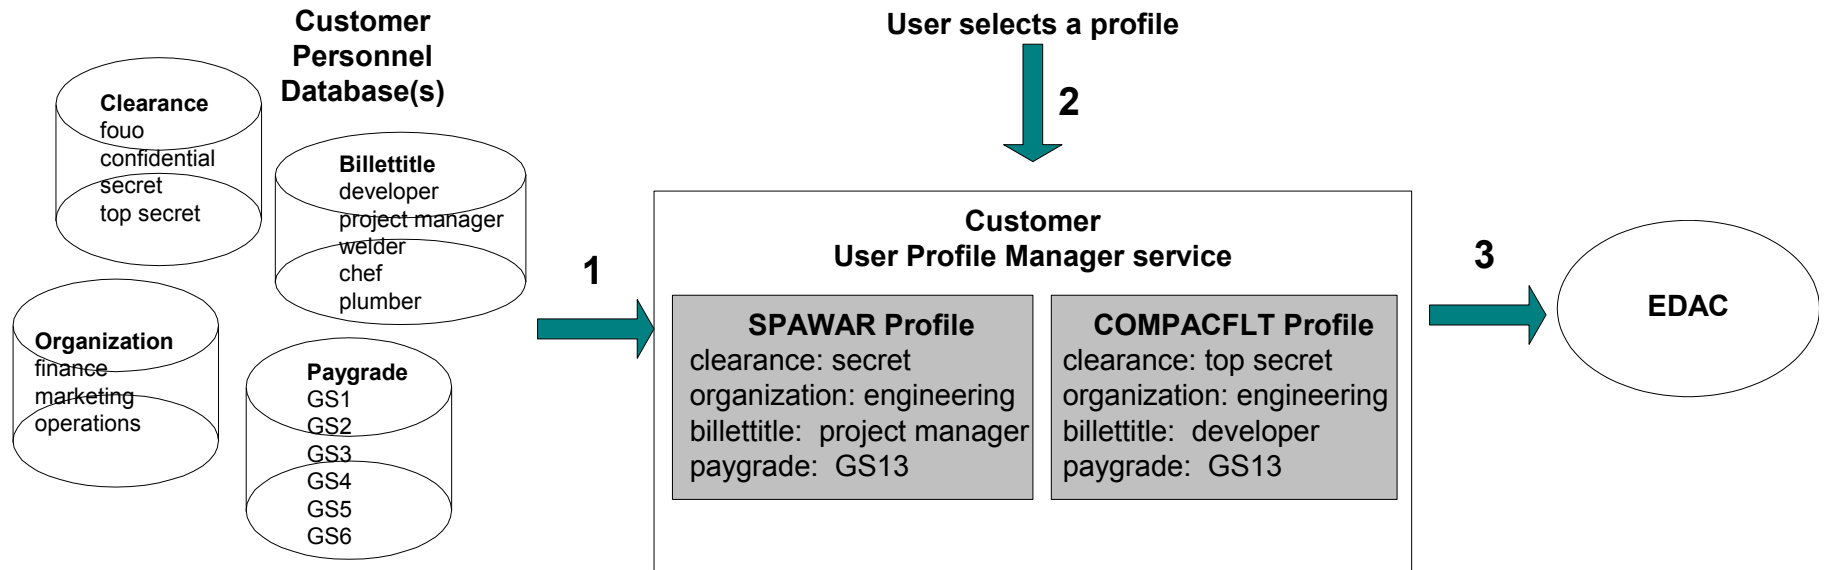 Customer
Personnel
Database(s)
Clearance
fouo
confidential
secret
top secret
Billettitle
developer
project manager
welder
chef
plumber
Organization
finance
marketing
operations
Paygrade
GS1
GS2
GS3
GS4
GS5
GS6
1
User selects a profile
2
Customer
User Profile Manager service
SPAWAR Profile
clearance: secret
organization: engineering
billettitle: project manager
paygrade: GS13
COMPACFLT Profile
clearance: top secret
organization: engineering
billettitle: developer
paygrade: GS13
3
EDAC